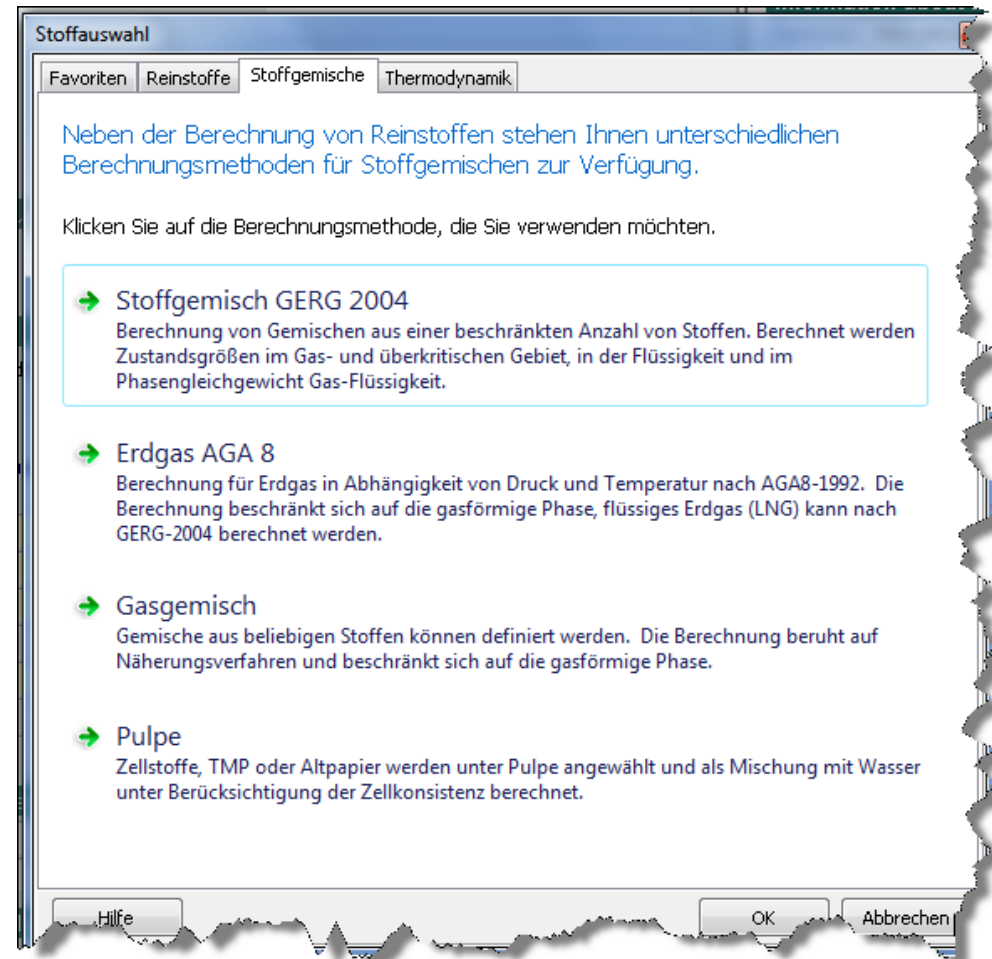 Stoffauswahl
Favoriten Reinstoffe Stoffgemische Thermodynamik
Neben der Berechnung von Reinstoffen stehen Ihnen unterschiedlichen
Berechnungsmethoden für Stoffgemischen zur Verfügung.
Klicken Sie auf die Berechnungsmethode, die Sie verwenden möchten.
Stoffgemisch GERG 2004
Berechnung von Gemischen aus einer beschränkten Anzahl von Stoffen. Berechnet werden
Zustandsgrößen im Gas- und überkritischen Gebiet, in der Flüssigkeit und im
Phasengleichgewicht Gas-Flüssigkeit.
Erdgas AGA 8
Berechnung für Erdgas in Abhängigkeit von Druck und Temperatur nach AGA8-1992. Die
Berechnung beschränkt sich auf die gasförmige Phase, flüssiges Erdgas (LNG) kann nach
GERG-2004 berechnet werden.
Gasgemisch
Gemische aus beliebigen Stoffen können definiert werden. Die Berechnung beruht auf
Näherungsverfahren und beschränkt sich auf die gasförmige Phase.
Pulpe
Zellstoffe, TMP oder Altpapier werden unter Pulpe angewählt und als Mischung mit Wasser
unter Berücksichtigung der Zellkonsistenz berechnet.
Hilfe OK Abbrechen